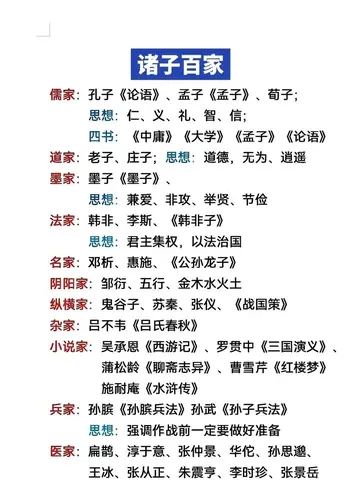 诸子百家
儒家：孔子《论语》、孟子《孟子》、荀子；
思想：仁、义、礼、智、信；
四书：《中庸》《大学》《孟子》《论语》
道家：老子、庄子；思想：道德，无为、逍遥
墨家：墨子《墨子》、
思想：兼爱、非攻、举贤、节俭
法家：韩非、李斯、《韩非子》
思想：君主集权，以法治国
名家：邓析、惠施、《公孙龙子》
阴阳家：邹衍、五行、金木水火土
纵横家：鬼谷子、苏秦、张仪、《战国策》
杂家：吕不韦《吕氏春秋》
小说家：吴承恩《西游记》、罗贯中《三国演义》、
蒲松龄《聊斋志异》、曹雪芹《红楼梦》
施耐庵《水浒传》
兵家：孙膑《孙膑兵法》孙武《孙子兵法》
思想：强调作战前一定要做好准备
医家：扁鹊、淳于意、张仲景、华佗、孙思邈、
王冰、张从正、朱震亨、李时珍、张景岳